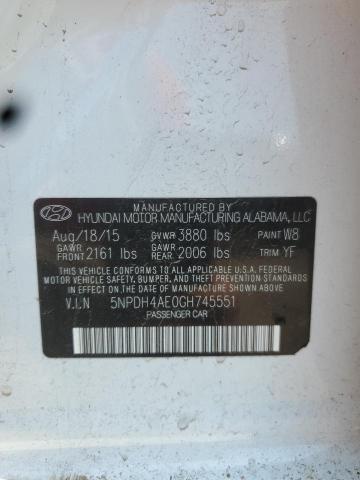 MANUFACTURED BY
HYUNDAI MOTOR MANUFACTURING ALABAMA, LLC
Aug/18/15 GVWR 3880 lbs PAINT W8
GAWR FRONT 2161 lbs GAWR REAR 2006 lbs TRIM YF
THIS VEHICLE CONFORMS TO ALL APPLICABLE FEDERAL
MOTOR VEHICLE SAFETY, BUMPER, AND THEFT PREVENTION
STANDARDS IN EFFECT ON THE DATE OF MANUFACTURE SHOWN ABOVE.
V.I.N 5NPDH4AE0GH745551
PASSENGER CAR